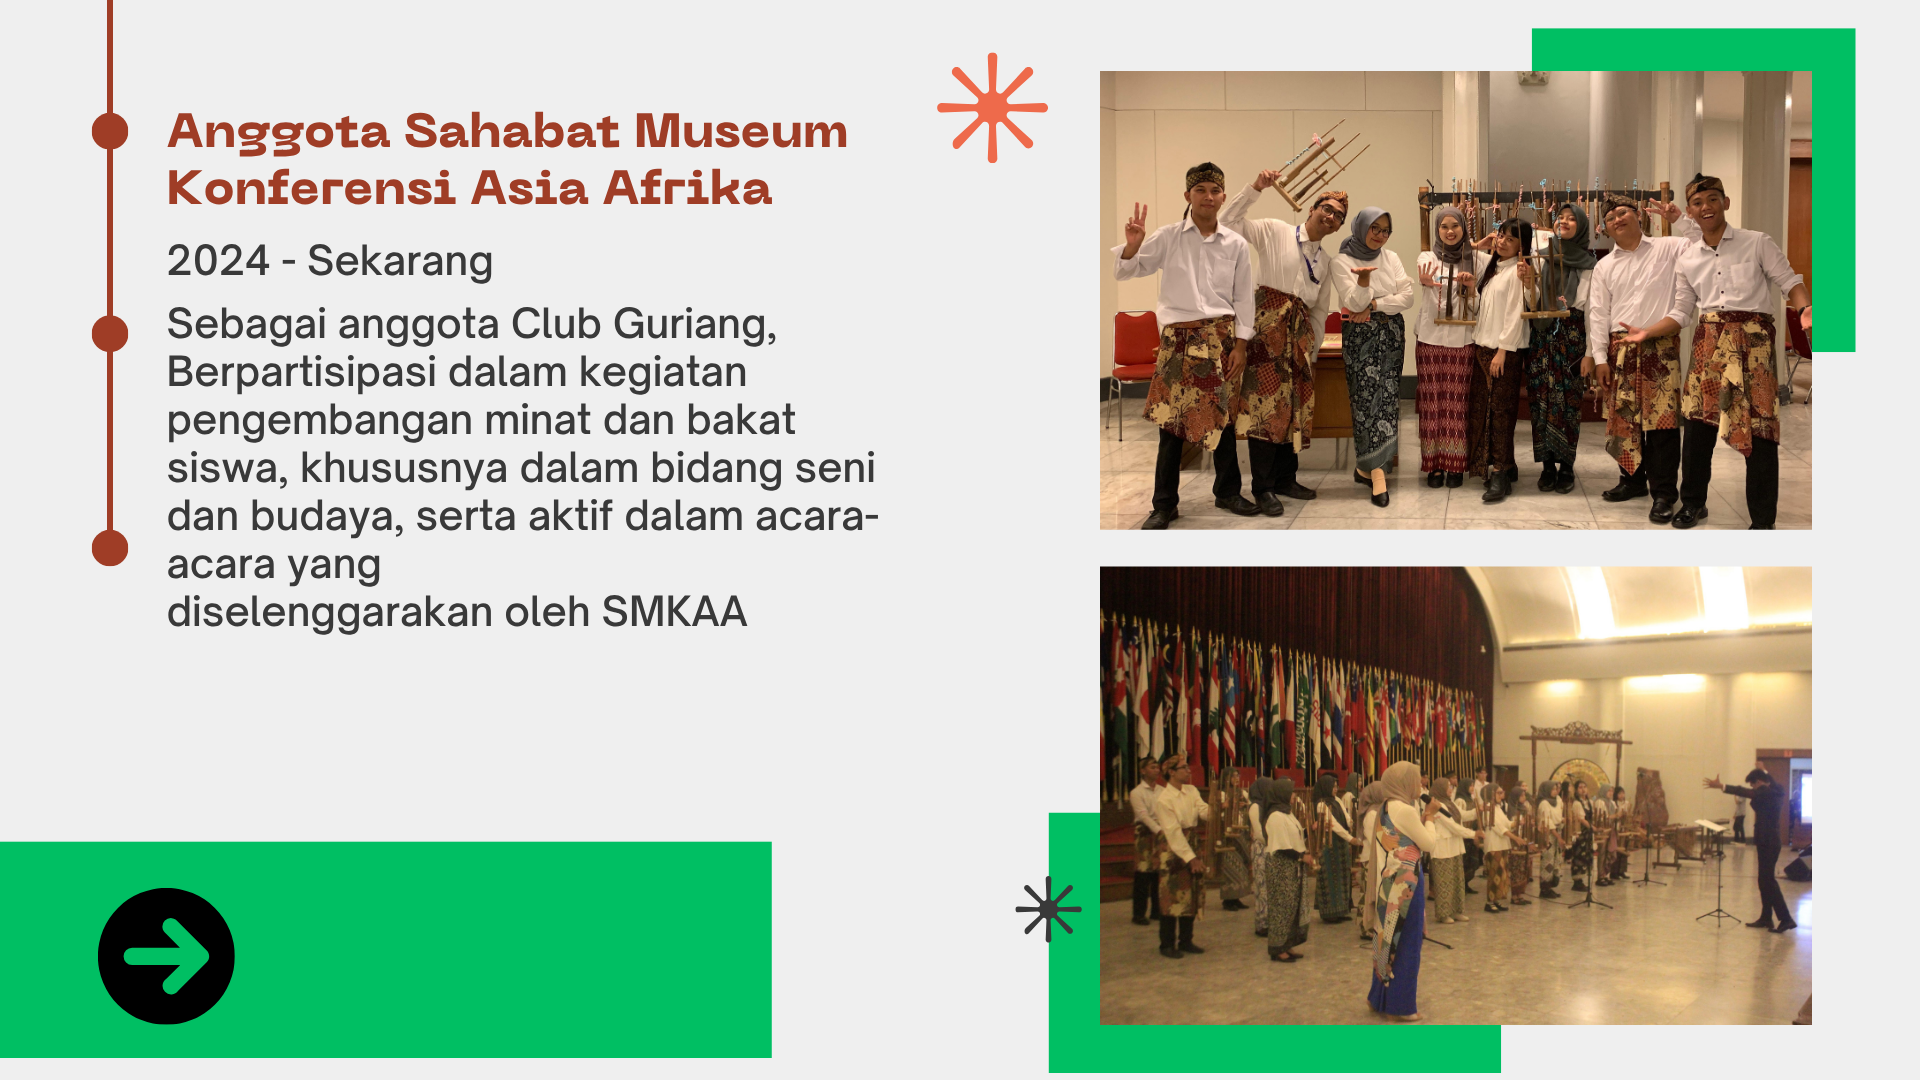 Anggota Sahabat Museum
Konferensi Asia Afrika
2024 - Sekarang
Sebagai anggota Club Guriang,
Berpartisipasi dalam kegiatan
pengembangan minat dan bakat
siswa, khususnya dalam bidang seni
dan budaya, serta aktif dalam acara-
acara yang
diselenggarakan oleh SMKAA